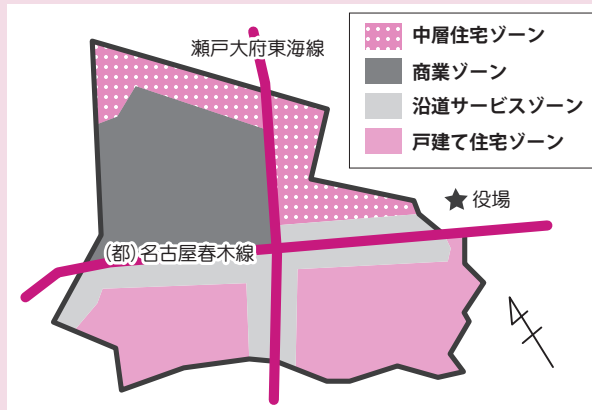 瀬戸大府東海線
中層住宅ゾーン
商業ゾーン
沿道サービスゾーン
戸建て住宅ゾーン
★役場
(都)名古屋春木線